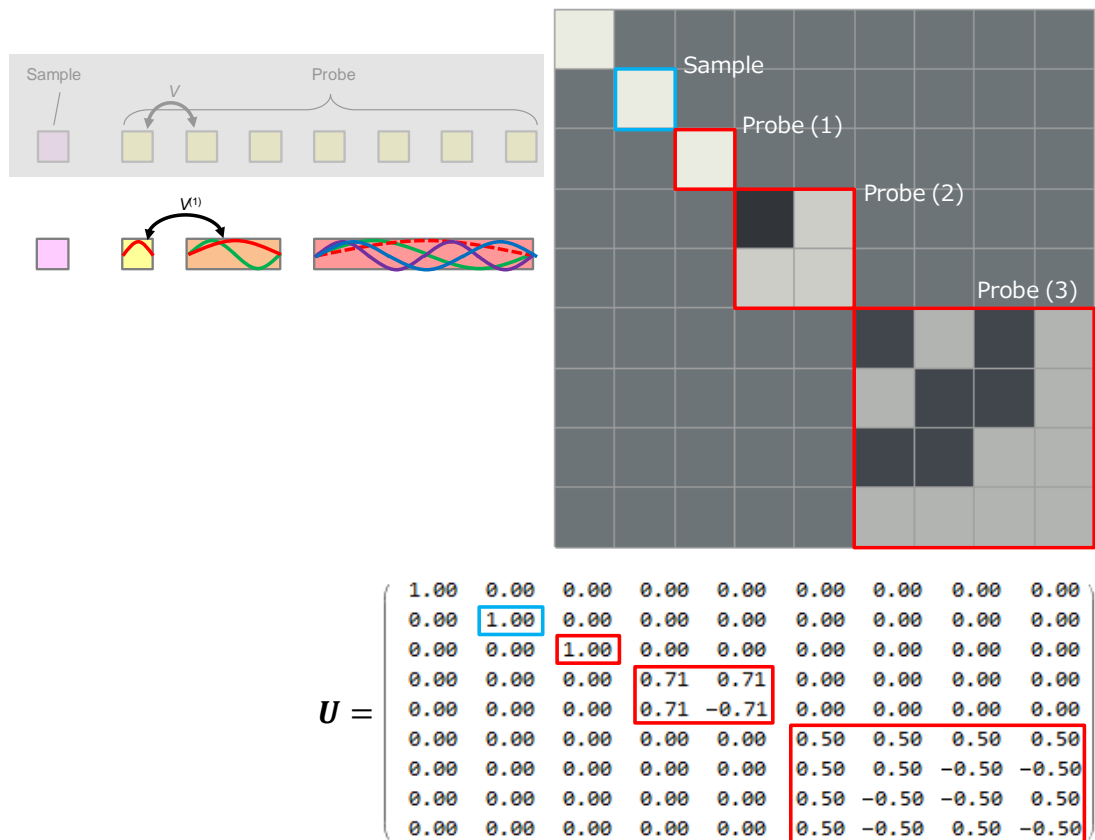 Sample
Probe
V
V(1)
Sample
Probe (1)
Probe (2)
Probe (3)
U =
1.00 0.00 0.00 0.00 0.00 0.00 0.00 0.00 0.00
0.00 1.00 0.00 0.00 0.00 0.00 0.00 0.00 0.00
0.00 0.00 1.00 0.00 0.00 0.00 0.00 0.00 0.00
0.00 0.00 0.00 0.71 0.71 0.00 0.00 0.00 0.00
0.00 0.00 0.00 0.71 −0.71 0.00 0.00 0.00 0.00
0.00 0.00 0.00 0.00 0.00 0.50 0.50 0.50 0.50
0.00 0.00 0.00 0.00 0.00 0.50 0.50 −0.50 −0.50
0.00 0.00 0.00 0.00 0.00 0.50 −0.50 −0.50 0.50
0.00 0.00 0.00 0.00 0.00 0.50 −0.50 0.50 −0.50